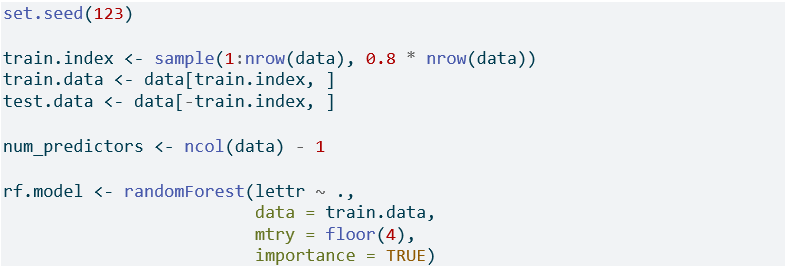 set.seed(123)
train.index <- sample(1:nrow(data), 0.8 * nrow(data))
train.data <- data[train.index, ]
test.data <- data[-train.index, ]
num_predictors <- ncol(data) - 1
rf.model <- randomForest(lettr ~ .,
                         data = train.data,
                         mtry = floor(4),
                         importance = TRUE)